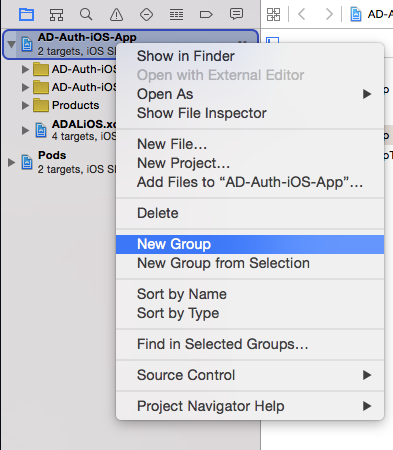 AD-A
AD-Auth-iOS-App
2 targets, iOS S
AD-Auth-iOS
AD-Auth-iOS
Products
ADALiOS.xc
4 targets, iOS SI
Pods
2 targets, iOS SI
Show in Finder
Open with External Editor
Open As
Show File Inspector
New File…
New Project…
Add Files to “AD-Auth-iOS-App”…
Delete
New Group
New Group from Selection
Sort by Name
Sort by Type
Find in Selected Groups…
Source Control
Project Navigator Help